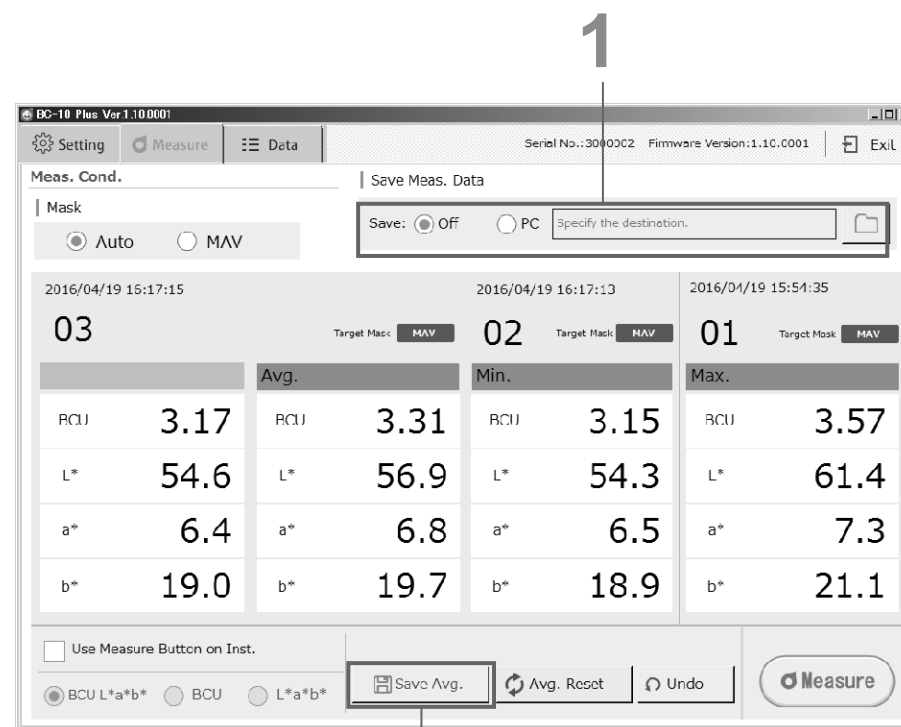 1
BC-10 Plus Ver.1.10.0001
Setting Measure Data Serial No.:3000002 Firmware Version:1.10.0001 Exit
Meas. Cond.
Save Meas. Data
Mask
Save: Off PC Specify the destination.
Auto MAV
2016/04/19 16:17:15 2016/04/19 16:17:13 2016/04/19 15:54:35
03 Target Mask MAV 02 Target Mask MAV 01 Target Mask MAV
Avg. Min. Max.
BCU 3.17 BCU 3.31 BCU 3.15 BCU 3.57
L* 54.6 L* 56.9 L* 54.3 L* 61.4
a* 6.4 a* 6.8 a* 6.5 a* 7.3
b* 19.0 b* 19.7 b* 18.9 b* 21.1
Use Measure Button on Inst.
BCU L*a*b* BCU L*a*b* Save Avg. Avg. Reset Undo Measure